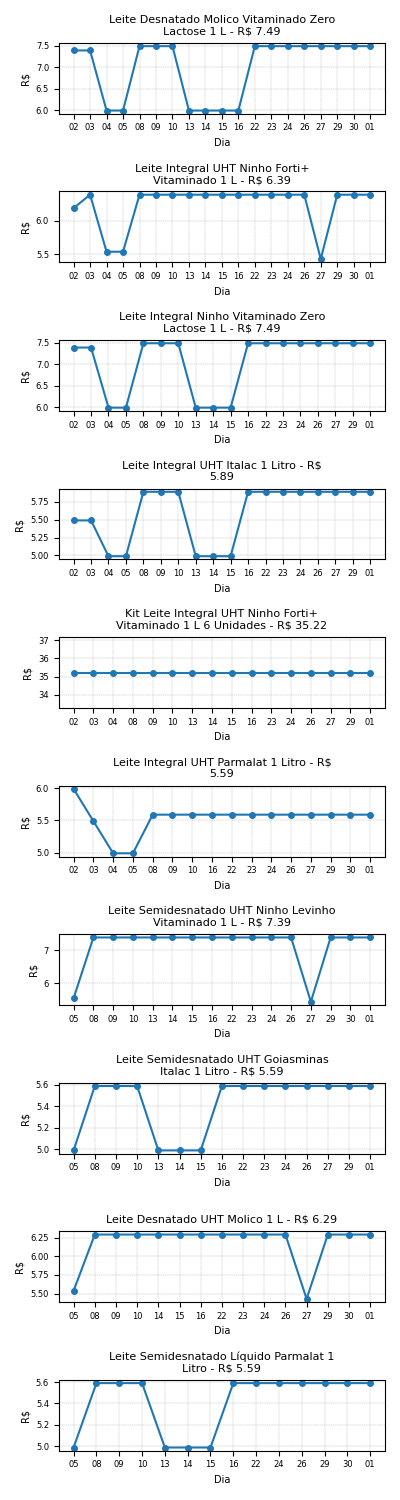 Leite Desnatado Molico Vitaminado Zero
Lactose 1 L - R$ 7.49
7.5
7.0
6.5
6.0
R$
02 03 04 05 08 09 10 13 14 15 16 22 23 24 26 27 29 30 01
Dia
Leite Integral UHT Ninho Forti+
Vitaminado 1 L - R$ 6.39
6.0
5.5
R$
02 03 04 05 08 09 10 13 14 15 16 22 23 24 26 27 29 30 01
Dia
Leite Integral Ninho Vitaminado Zero
Lactose 1 L - R$ 7.49
7.5
7.0
6.5
6.0
R$
02 03 04 05 08 09 10 13 14 15 16 22 23 24 26 27 29 01
Dia
Leite Integral UHT Italac 1 Litro - R$
5.89
5.75
5.50
5.25
5.00
R$
02 03 04 05 08 09 10 13 14 15 16 22 23 24 26 27 29 01
Dia
Kit Leite Integral UHT Ninho Forti+
Vitaminado 1 L 6 Unidades - R$ 35.22
37
36
35
34
R$
02 03 04 08 09 10 13 14 15 16 23 24 26 27 29 01
Dia
Leite Integral UHT Parmalat 1 Litro - R$
5.59
6.0
5.5
5.0
R$
02 03 04 05 08 09 10 16 22 23 24 26 27 29 30 01
Dia
Leite Semidesnatado UHT Ninho Levinho
Vitaminado 1 L - R$ 7.39
7
6
R$
05 08 09 10 13 14 15 16 22 23 24 26 27 29 30 01
Dia
Leite Semidesnatado UHT Goiasminas
Italac 1 Litro - R$ 5.59
5.6
5.4
5.2
5.0
R$
05 08 09 10 13 14 15 16 22 23 24 26 27 29 01
Dia
Leite Desnatado UHT Molico 1 L - R$ 6.29
6.25
6.00
5.75
5.50
R$
05 08 09 10 14 15 16 22 23 24 26 27 29 30 01
Dia
Leite Semidesnatado Líquido Parmalat 1
Litro - R$ 5.59
5.6
5.4
5.2
5.0
R$
05 08 09 10 13 14 15 16 22 24 26 29 30 01
Dia